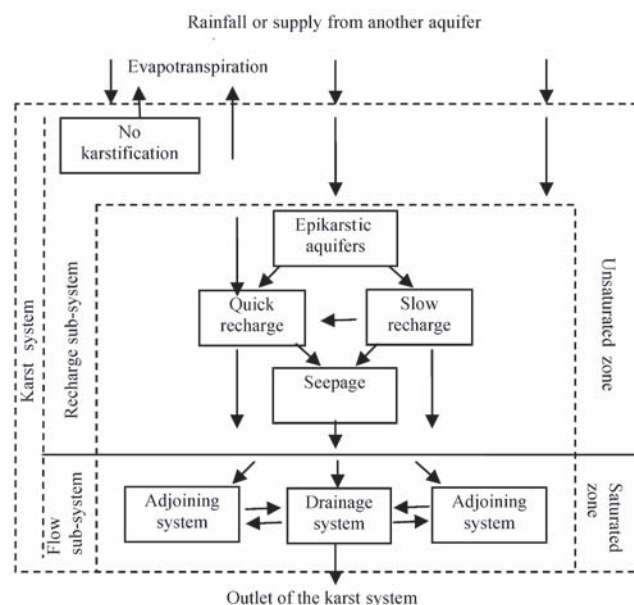 Rainfall or supply from another aquifer
Evapotranspiration
No
karstification
Epikarstic
aquifers
Quick
recharge
Slow
recharge
Seepage
Karst system
Recharge sub-system
Unsaturated zone
Flow
sub-system
Adjoining
system
Drainage
system
Adjoining
system
Saturated
zone
Outlet of the karst system